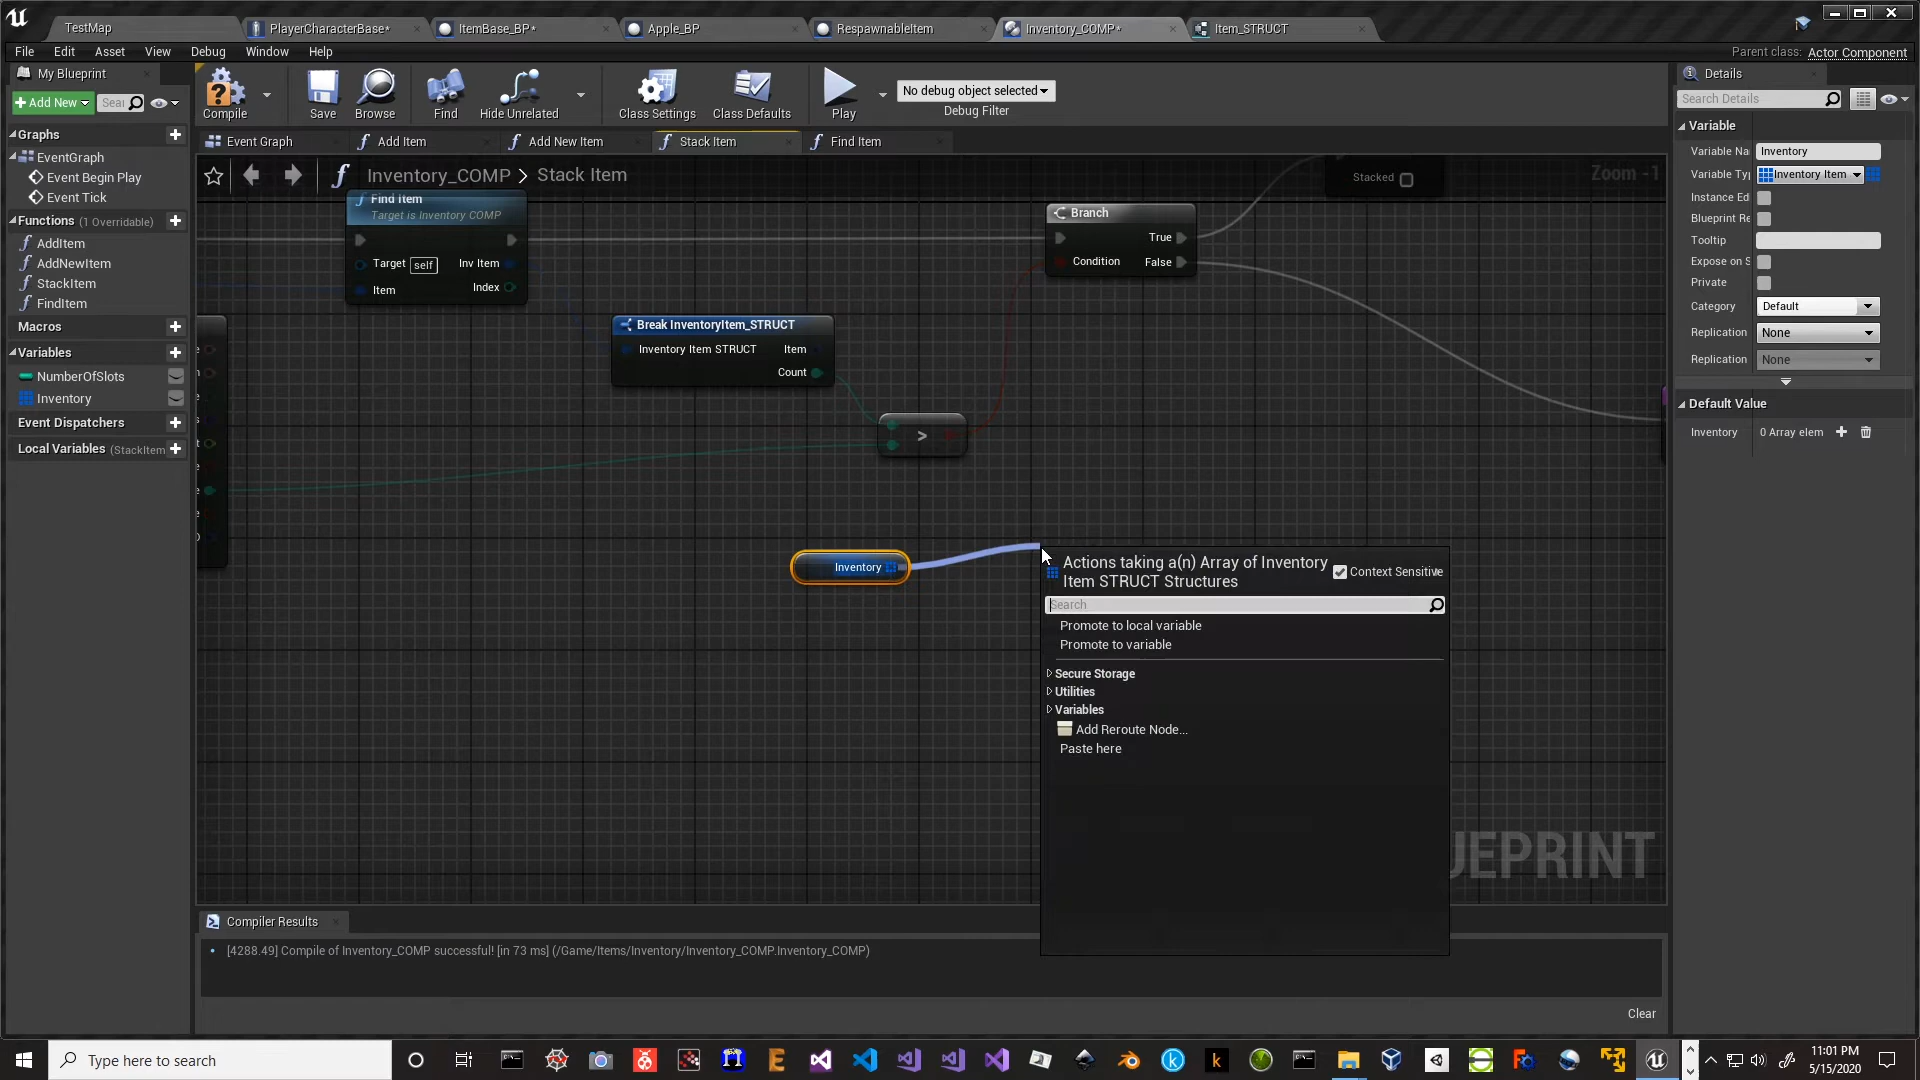 TestMap
PlayerCharacterBase*
ItemBase_BP*
Apple_BP
RespawnableItem
Inventory_COMP*
Item_STRUCT
File Edit Asset View Debug Window Help
Parent class: Actor Component
My Blueprint
Add New
Sear
Graphs
EventGraph
Event Begin Play
Event Tick
Functions (1 Overridable)
AddItem
AddNewItem
StackItem
FindItem
Macros
Variables
NumberOfSlots
Inventory
Event Dispatchers
Local Variables (StackItem
Compile
Save
Browse
Find
Hide Unrelated
Class Settings
Class Defaults
Play
No debug object selected
Debug Filter
Event Graph
Add Item
Add New Item
Stack Item
Find Item
Inventory_COMP > Stack Item
Zoom -1
Find Item
Target is Inventory COMP
Target self
Inv Item
Item
Index
Break InventoryItem_STRUCT
Inventory Item STRUCT
Item
Count
>
Branch
True
Condition
False
Stacked
Inventory
Actions taking a(n) Array of Inventory
Item STRUCT Structures
Context Sensitive
Search
Promote to local variable
Promote to variable
Secure Storage
Utilities
Variables
Add Reroute Node...
Paste here
UEPRINT
Compiler Results
[4288.49] Compile of Inventory_COMP successful! [in 73 ms] (/Game/Items/Inventory/Inventory_COMP.Inventory_COMP)
Clear
Details
Search Details
Variable
Variable Na Inventory
Variable Typ Inventory Item
Instance Ed
Blueprint Re
Tooltip
Expose on S
Private
Category Default
Replication None
Replication None
Default Value
Inventory 0 Array elem
Type here to search
11:01 PM
5/15/2020